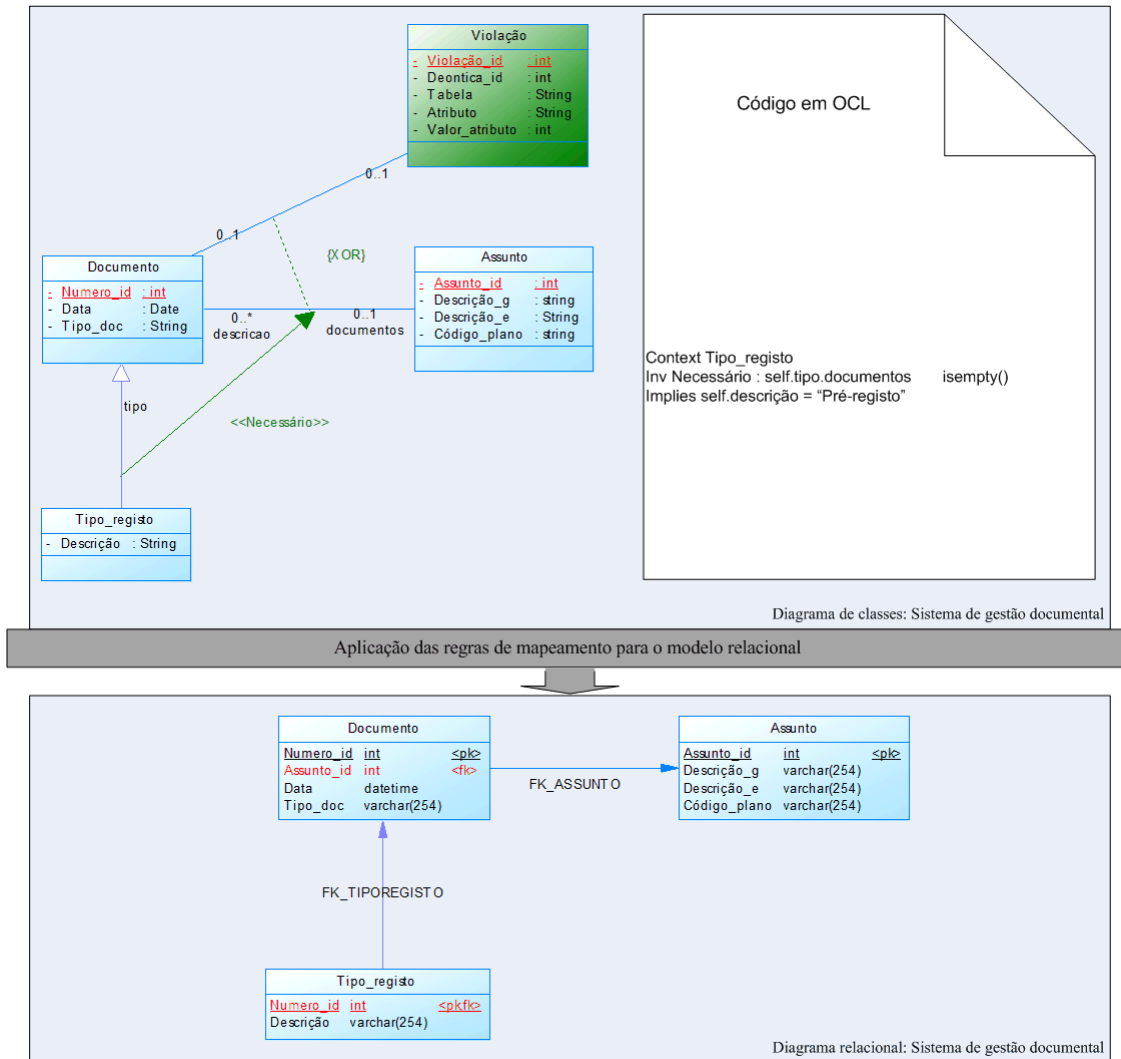 Violação
- Violação_id : int
- Deontica_id : int
- Tabela : String
- Atributo : String
- Valor_atributo : int
Código em OCL
0..1
0..1
{XOR}
Documento
- Numero_id : int
- Data : Date
- Tipo_doc : String
Assunto
- Assunto_id : int
- Descrição_g : string
- Descrição_e : String
- Código_plano : string
0..*
descricao
0..1
documentos
tipo
<<Necessário>>
Context Tipo_registo
Inv Necessário : self.tipo.documentos isempty()
Implies self.descrição = “Pré-registo”
Tipo_registo
- Descrição : String
Diagrama de classes: Sistema de gestão documental
Aplicação das regras de mapeamento para o modelo relacional
Documento
Numero_id int <pk>
Assunto_id int <fk>
Data datetime
Tipo_doc varchar(254)
FK_ASSUNTO
Assunto
Assunto_id int <pk>
Descrição_g varchar(254)
Descrição_e varchar(254)
Código_plano varchar(254)
FK_TIPOREGISTO
Tipo_registo
Numero_id int <pk,fk>
Descrição varchar(254)
Diagrama relacional: Sistema de gestão documental